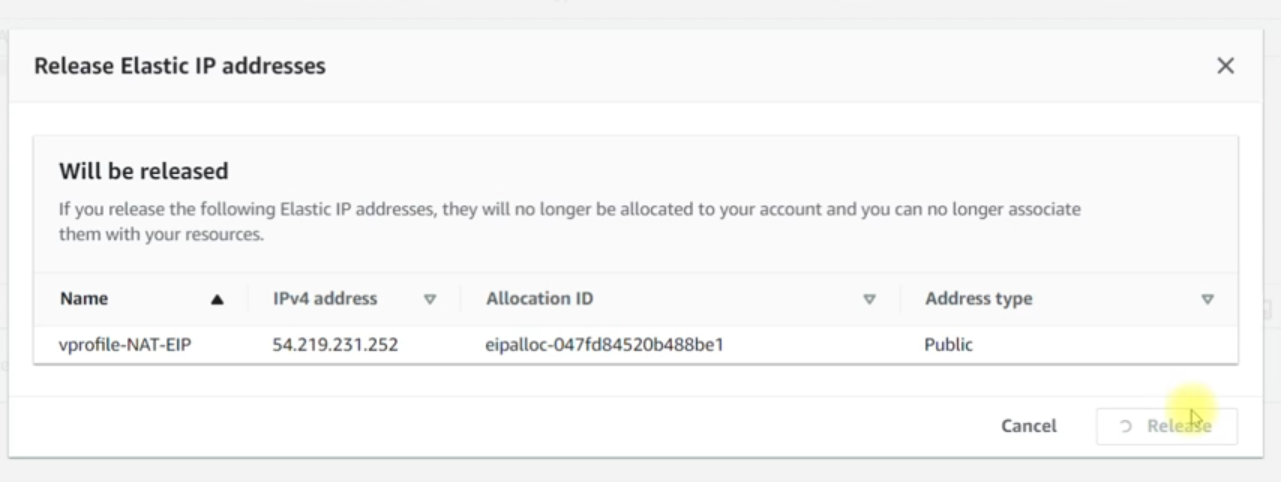 Release Elastic IP addresses
Will be released
If you release the following Elastic IP addresses, they will no longer be allocated to your account and you can no longer associate
them with your resources.
Name IPv4 address Allocation ID Address type
vprofile-NAT-EIP 54.219.231.252 eipalloc-047fd84520b488be1 Public
Cancel Release